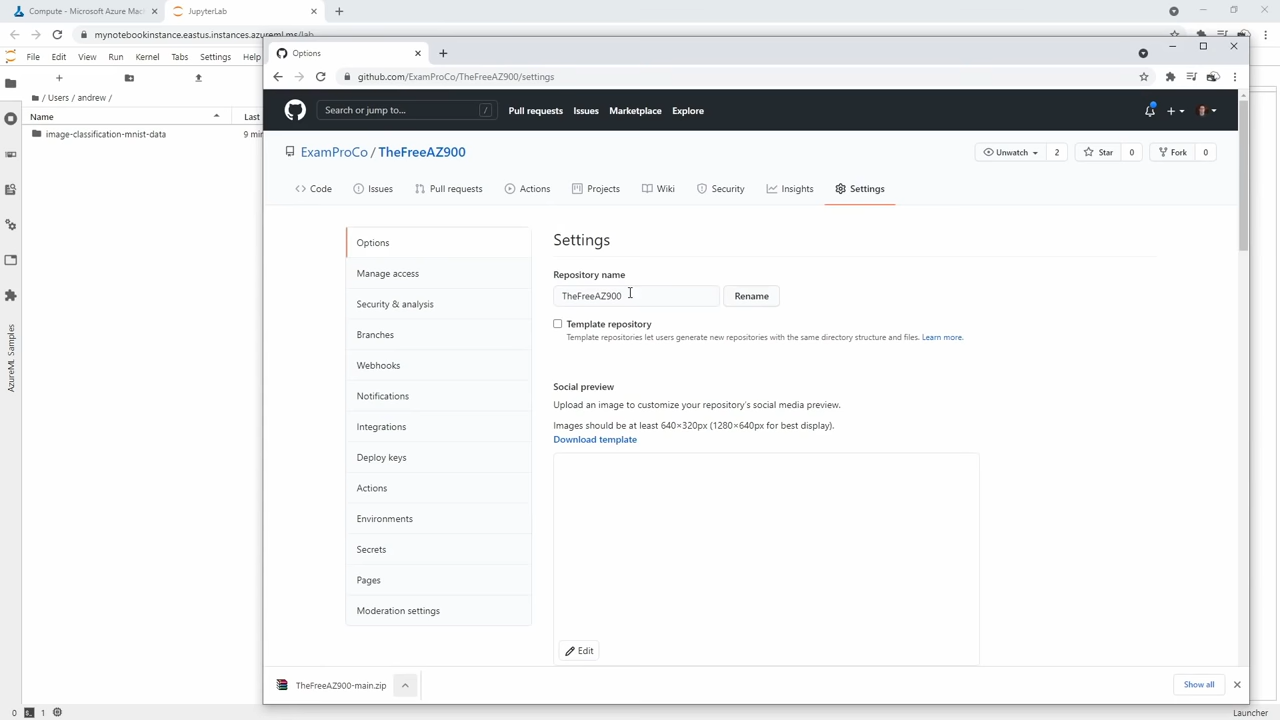 Compute - Microsoft Azure Mac
JupyterLab
mynotebookinstance.eastus.instances.azureml.ms/lab
File Edit View Run Kernel Tabs Settings Help
/ Users / andrew /
Name Last
image-classification-mnist-data 9 min
AzureML Samples
0 1
Launcher
Options
github.com/ExamProCo/TheFreeAZ900/settings
Search or jump to... /
Pull requests Issues Marketplace Explore
ExamProCo / TheFreeAZ900
Unwatch 2 Star 0 Fork 0
Code Issues Pull requests Actions Projects Wiki Security Insights Settings
Options
Manage access
Security & analysis
Branches
Webhooks
Notifications
Integrations
Deploy keys
Actions
Environments
Secrets
Pages
Moderation settings
Settings
Repository name
TheFreeAZ900 Rename
Template repository
Template repositories let users generate new repositories with the same directory structure and files. Learn more.
Social preview
Upload an image to customize your repository's social media preview.
Images should be at least 640×320px (1280×640px for best display).
Download template
Edit
TheFreeAZ900-main.zip
Show all